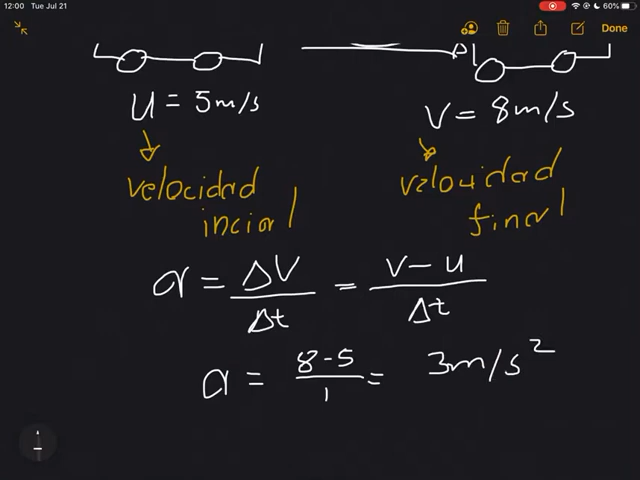 12:00 Tue Jul 21
60%
Done
u = 5m/s
v = 8m/s
velocidad
incial
velocidad
final
a = ΔV/Δt = v-u/Δt
a = 8-5/1 = 3m/s²